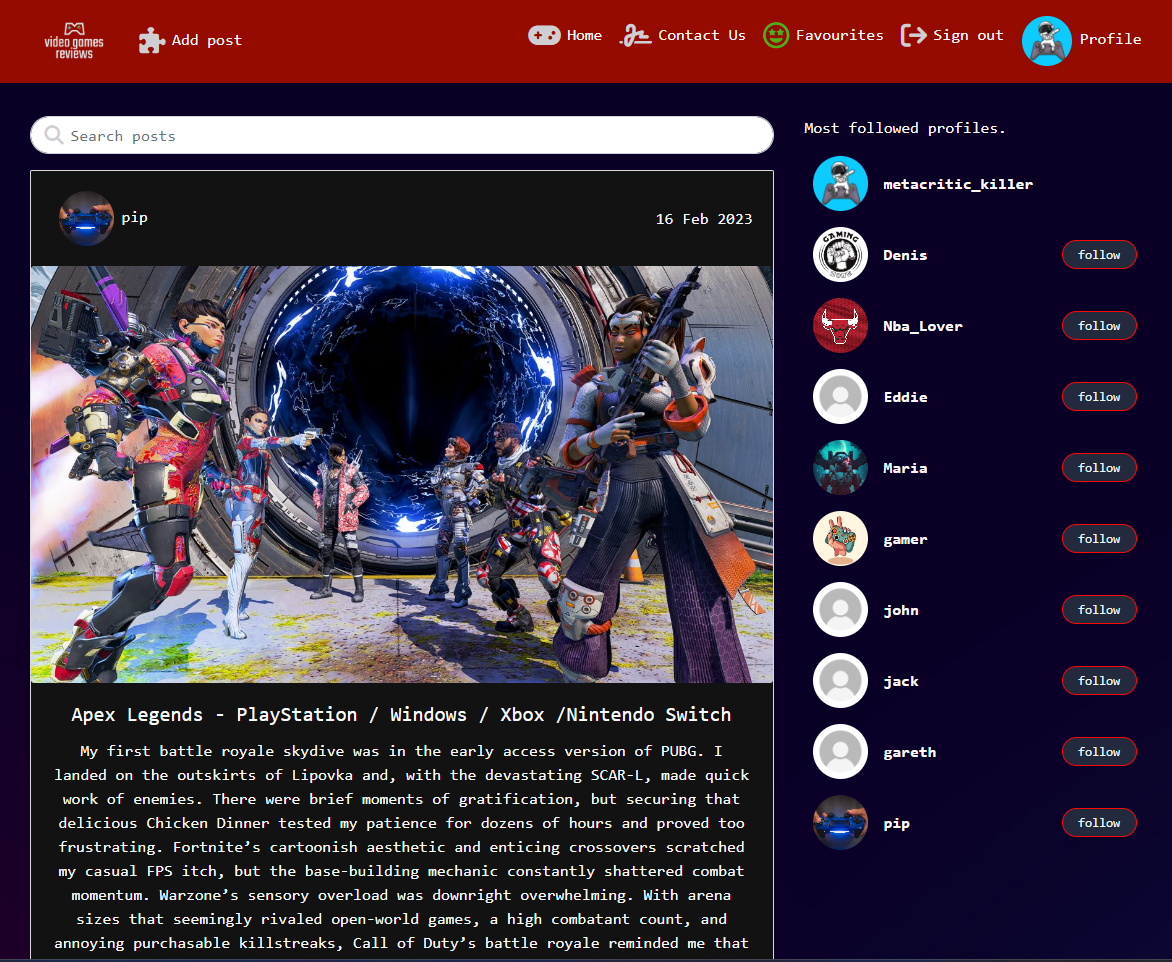 video games
reviews
Add post
Home
Contact Us
Favourites
Sign out
Profile
Search posts
pip
16 Feb 2023
Apex Legends - PlayStation / Windows / Xbox /Nintendo Switch
My first battle royale skydive was in the early access version of PUBG. I
landed on the outskirts of Lipovka and, with the devastating SCAR-L, made quick
work of enemies. There were brief moments of gratification, but securing that
delicious Chicken Dinner tested my patience for dozens of hours and proved too
frustrating. Fortnite’s cartoonish aesthetic and enticing crossovers scratched
my casual FPS itch, but the base-building mechanic constantly shattered combat
momentum. Warzone’s sensory overload was downright overwhelming. With arena
sizes that seemingly rivaled open-world games, a high combatant count, and
annoying purchasable killstreaks, Call of Duty’s battle royale reminded me that
Most followed profiles.
metacritic_killer
GAMING
Denis
follow
Nba_Lover
follow
Eddie
follow
Maria
follow
gamer
follow
john
follow
jack
follow
gareth
follow
pip
follow